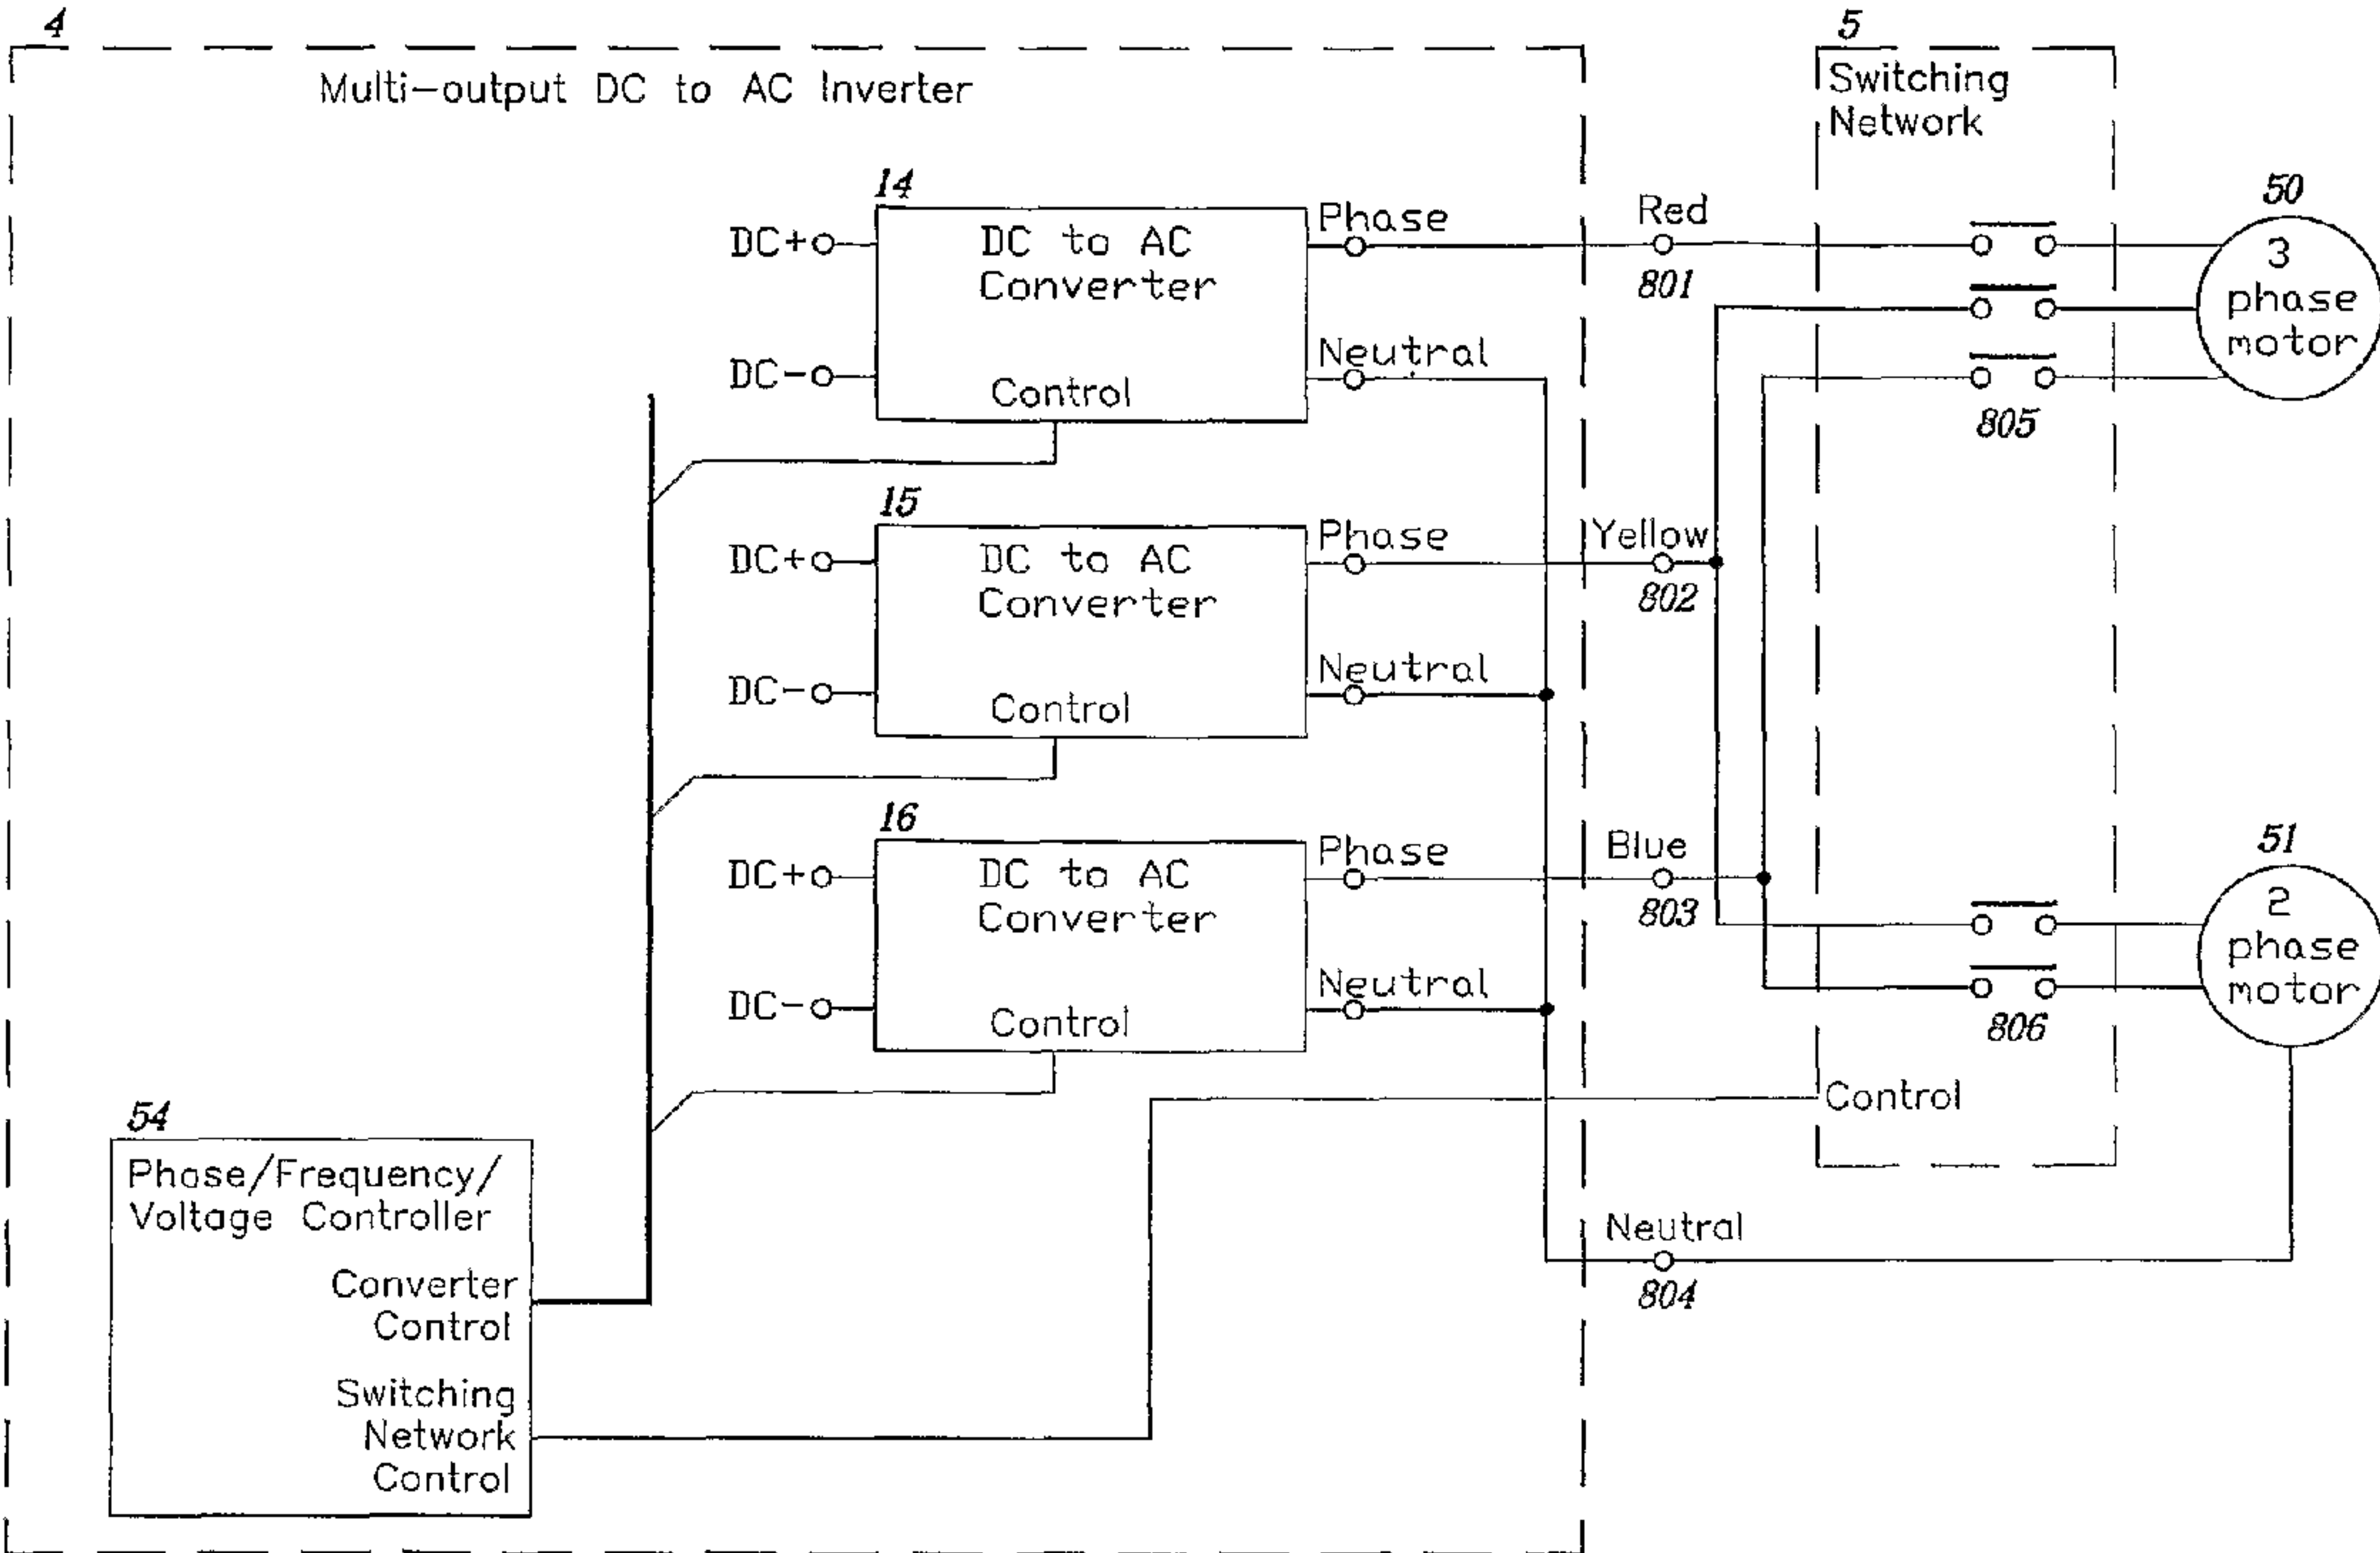 4
Multi-output DC to AC Inverter
5
Switching
Network
14
DC+
DC to AC
Converter
DC-
Control
Phase
Neutral
Red
801
50
3
phase
motor
805
15
DC+
DC to AC
Converter
DC-
Control
Phase
Neutral
Yellow
802
16
DC+
DC to AC
Converter
DC-
Control
Phase
Neutral
Blue
803
51
2
phase
motor
806
Control
54
Phase/Frequency/
Voltage Controller
Converter
Control
Switching
Network
Control
Neutral
804